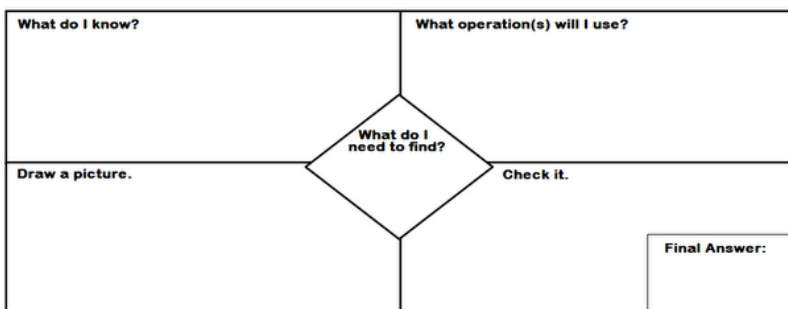 What do I know?
What operation(s) will I use?
What do I
need to find?
Draw a picture.
Check it.
Final Answer: